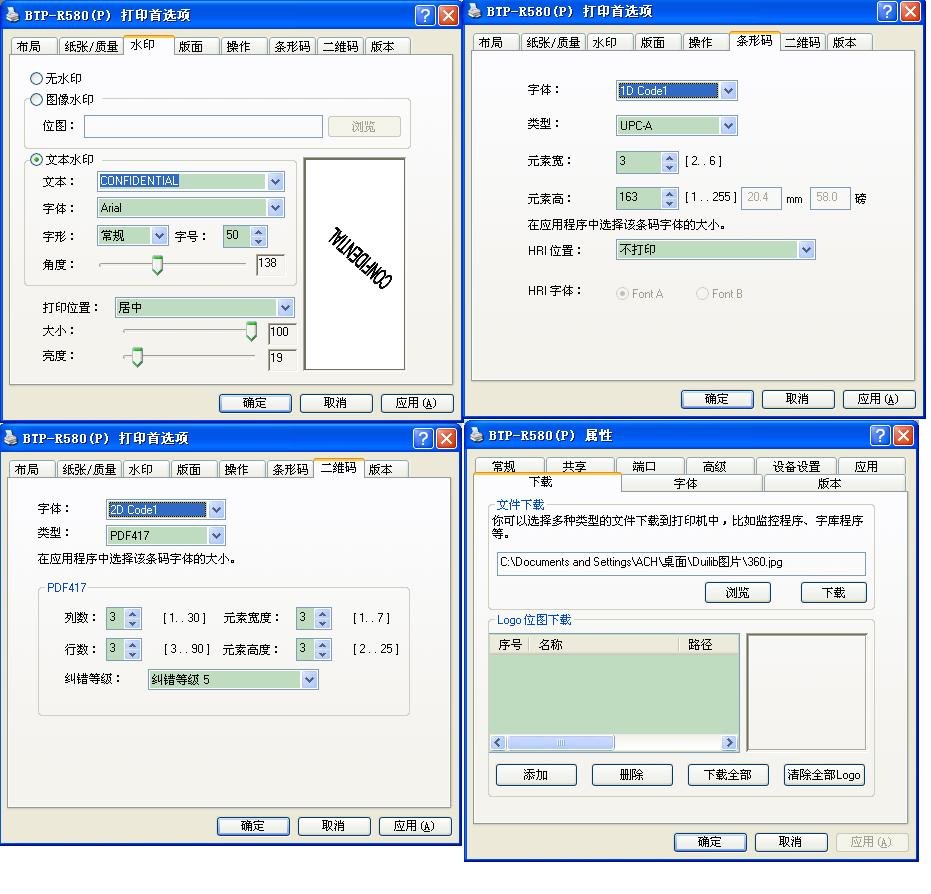 BTP-R580(P) 打印首选项
布局 纸张/质量 水印 版面 操作 条形码 二维码 版本
无水印
图像水印
位图： 浏览
文本水印
文本： CONFIDENTIAL
字体： Arial
字形： 常规 字号： 50
角度： 138
CONFIDENTIAL
打印位置： 居中
大小： 100
亮度： 19
确定 取消 应用(A)
BTP-R580(P) 打印首选项
布局 纸张/质量 水印 版面 操作 条形码 二维码 版本
字体： 1D Code1
类型： UPC-A
元素宽： 3 [2..6]
元素高： 163 [1..255] 20.4 mm 58.0 磅
在应用程序中选择该条码字体的大小。
HRI 位置： 不打印
HRI 字体： Font A Font B
确定 取消 应用(A)
BTP-R580(P) 打印首选项
布局 纸张/质量 水印 版面 操作 条形码 二维码 版本
字体： 2D Code1
类型： PDF417
在应用程序中选择该条码字体的大小。
PDF417
列数： 3 [1..30] 元素宽度： 3 [1..7]
行数： 3 [3..90] 元素高度： 3 [2..25]
纠错等级： 纠错等级 5
确定 取消 应用(A)
BTP-R580(P) 属性
常规 共享 端口 高级 设备设置 应用
下载 字体 版本
文件下载
你可以选择多种类型的文件下载到打印机中，比如监控程序、字库程序
等。
C:\Documents and Settings\ACH\桌面\Duilib图片\360.jpg
浏览 下载
Logo 位图下载
序号 名称 路径
添加 删除 下载全部 清除全部Logo
确定 取消 应用(A)